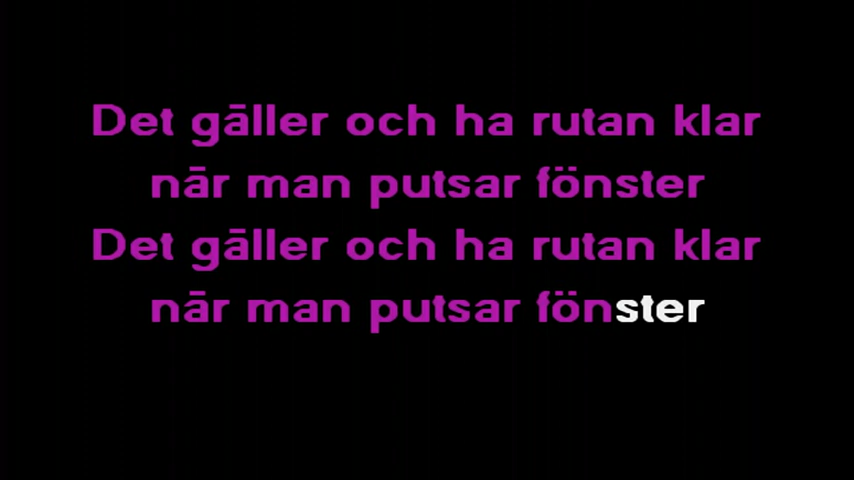 Det gäller och ha rutan klar
när man putsar fönster
Det gäller och ha rutan klar
när man putsar fönster